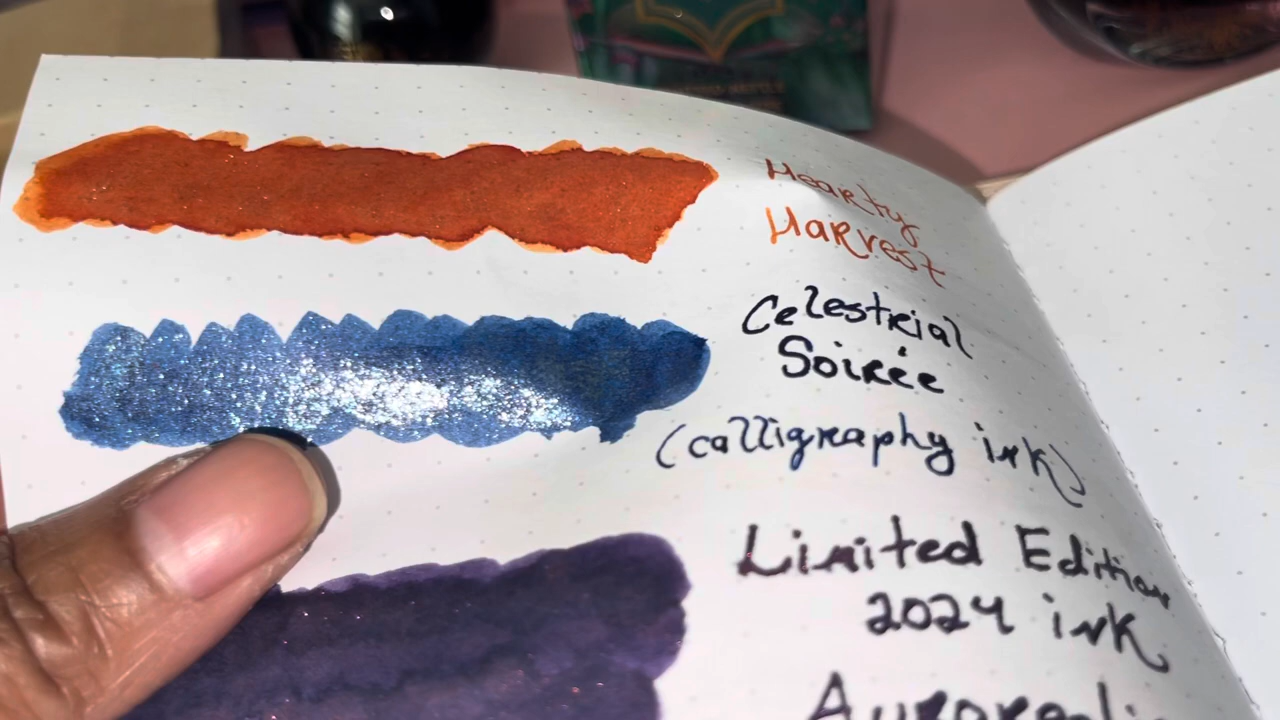 Hearty
Harvest
Celestrial
Soirée
(calligraphy ink)
Limited Edition
2024 ink